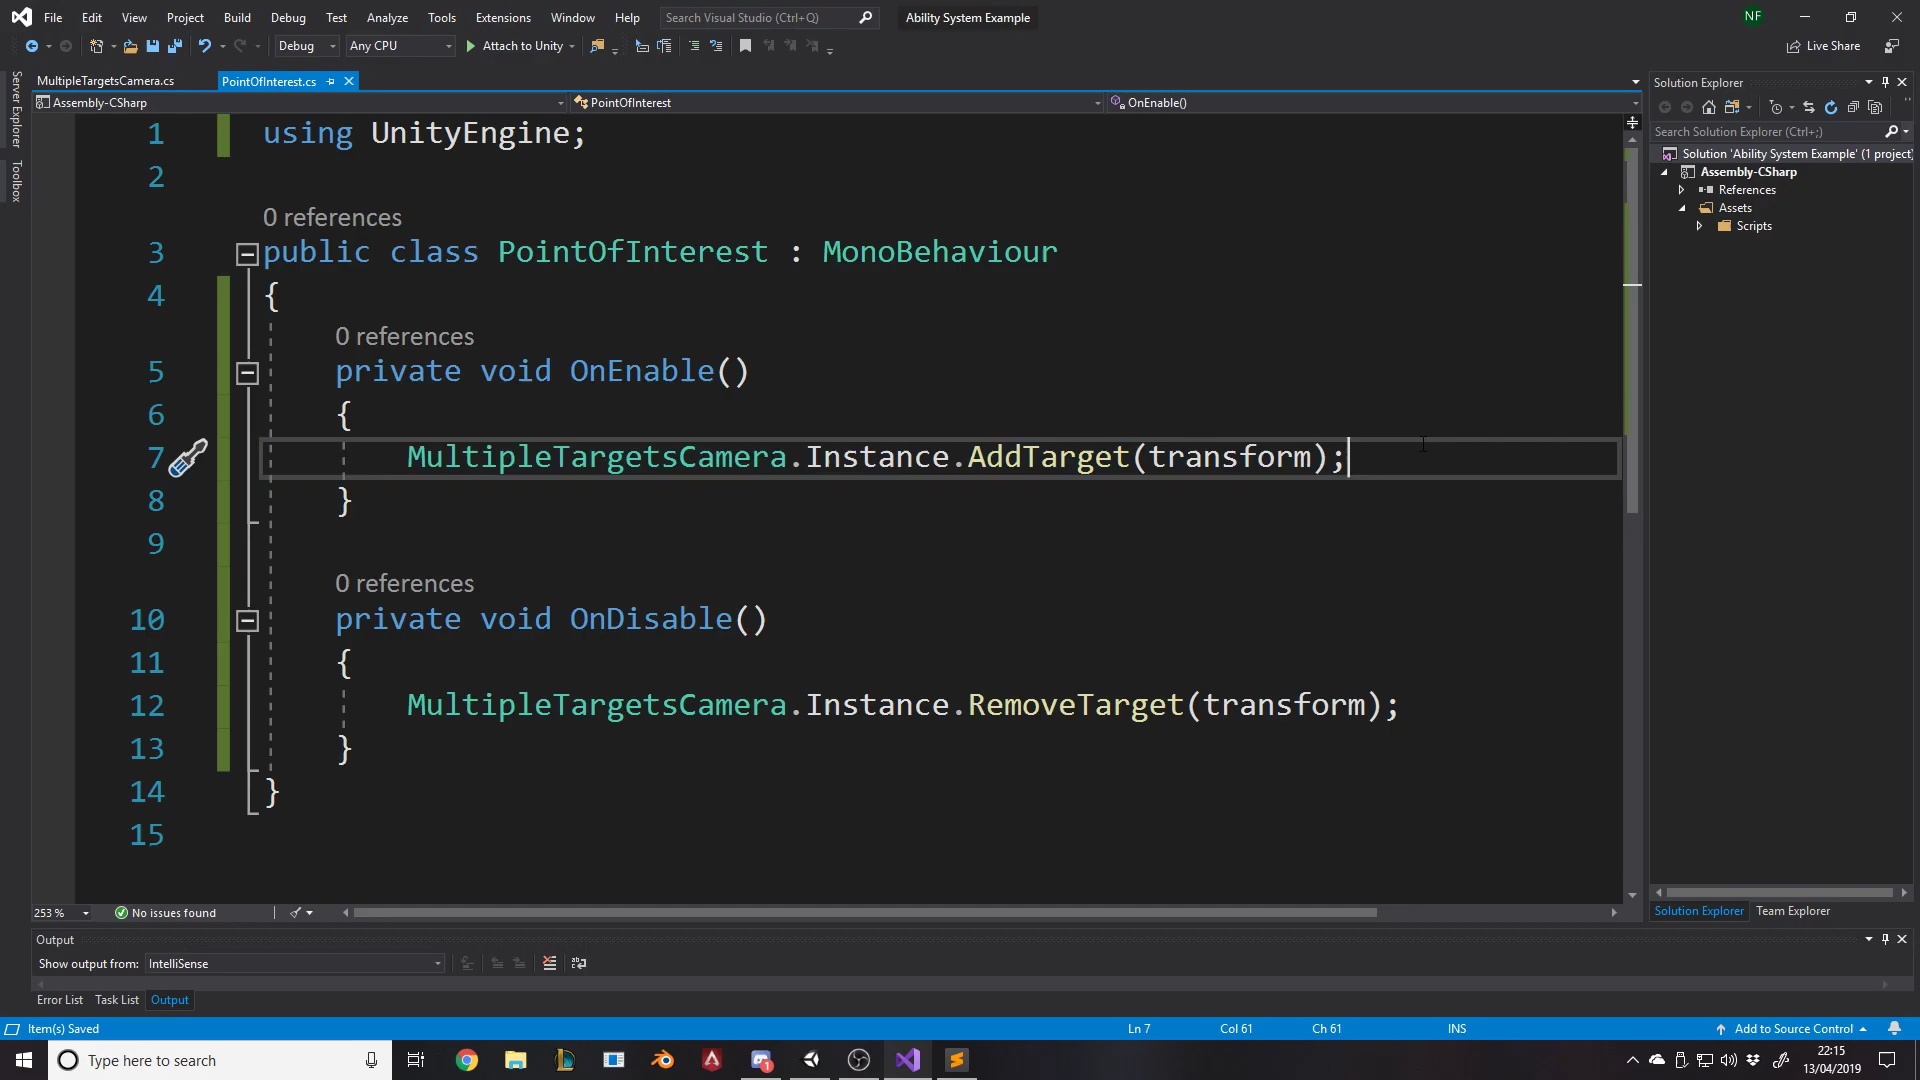 File Edit View Project Build Debug Test Analyze Tools Extensions Window Help Search Visual Studio (Ctrl+Q) Ability System Example NF
Debug Any CPU Attach to Unity Live Share
Server Explorer
Toolbox
MultipleTargetsCamera.cs PointOfInterest.cs
Assembly-CSharp PointOfInterest OnEnable()
1 using UnityEngine;
2
0 references
3 public class PointOfInterest : MonoBehaviour
4 {
0 references
5 private void OnEnable()
6 {
7 MultipleTargetsCamera.Instance.AddTarget(transform);
8 }
9
0 references
10 private void OnDisable()
11 {
12 MultipleTargetsCamera.Instance.RemoveTarget(transform);
13 }
14 }
15
253 % No issues found
Solution Explorer
Search Solution Explorer (Ctrl+;)
Solution 'Ability System Example' (1 project)
Assembly-CSharp
References
Assets
Scripts
Solution Explorer Team Explorer
Output
Show output from: IntelliSense
Error List Task List Output
Item(s) Saved Ln 7 Col 61 Ch 61 INS Add to Source Control
Type here to search 1 22:15
13/04/2019